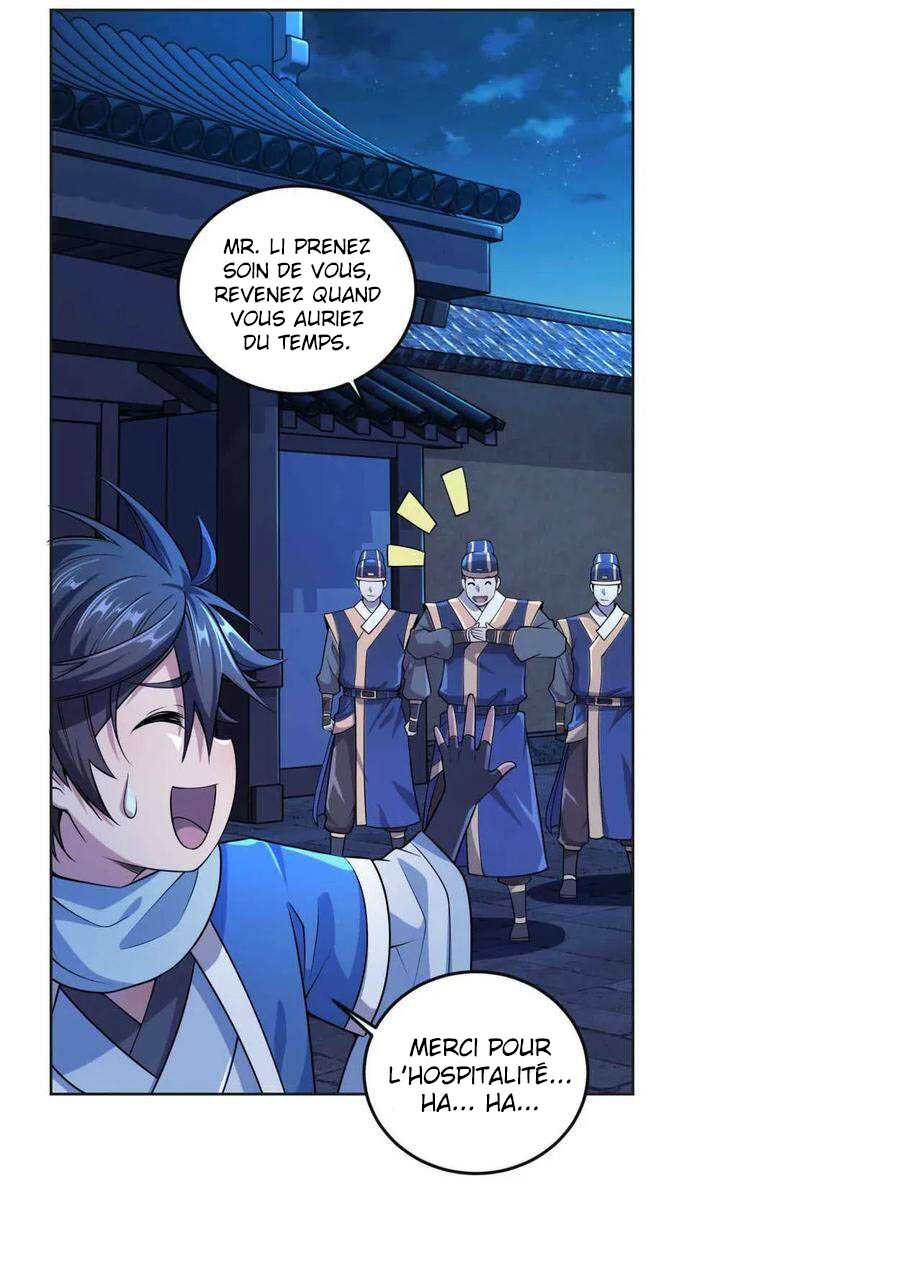 MR. LI PRENEZ
SOIN DE VOUS,
REVENEZ QUAND
VOUS AURIEZ
DU TEMPS.
MERCI POUR
L'HOSPITALITÉ...
HA... HA...